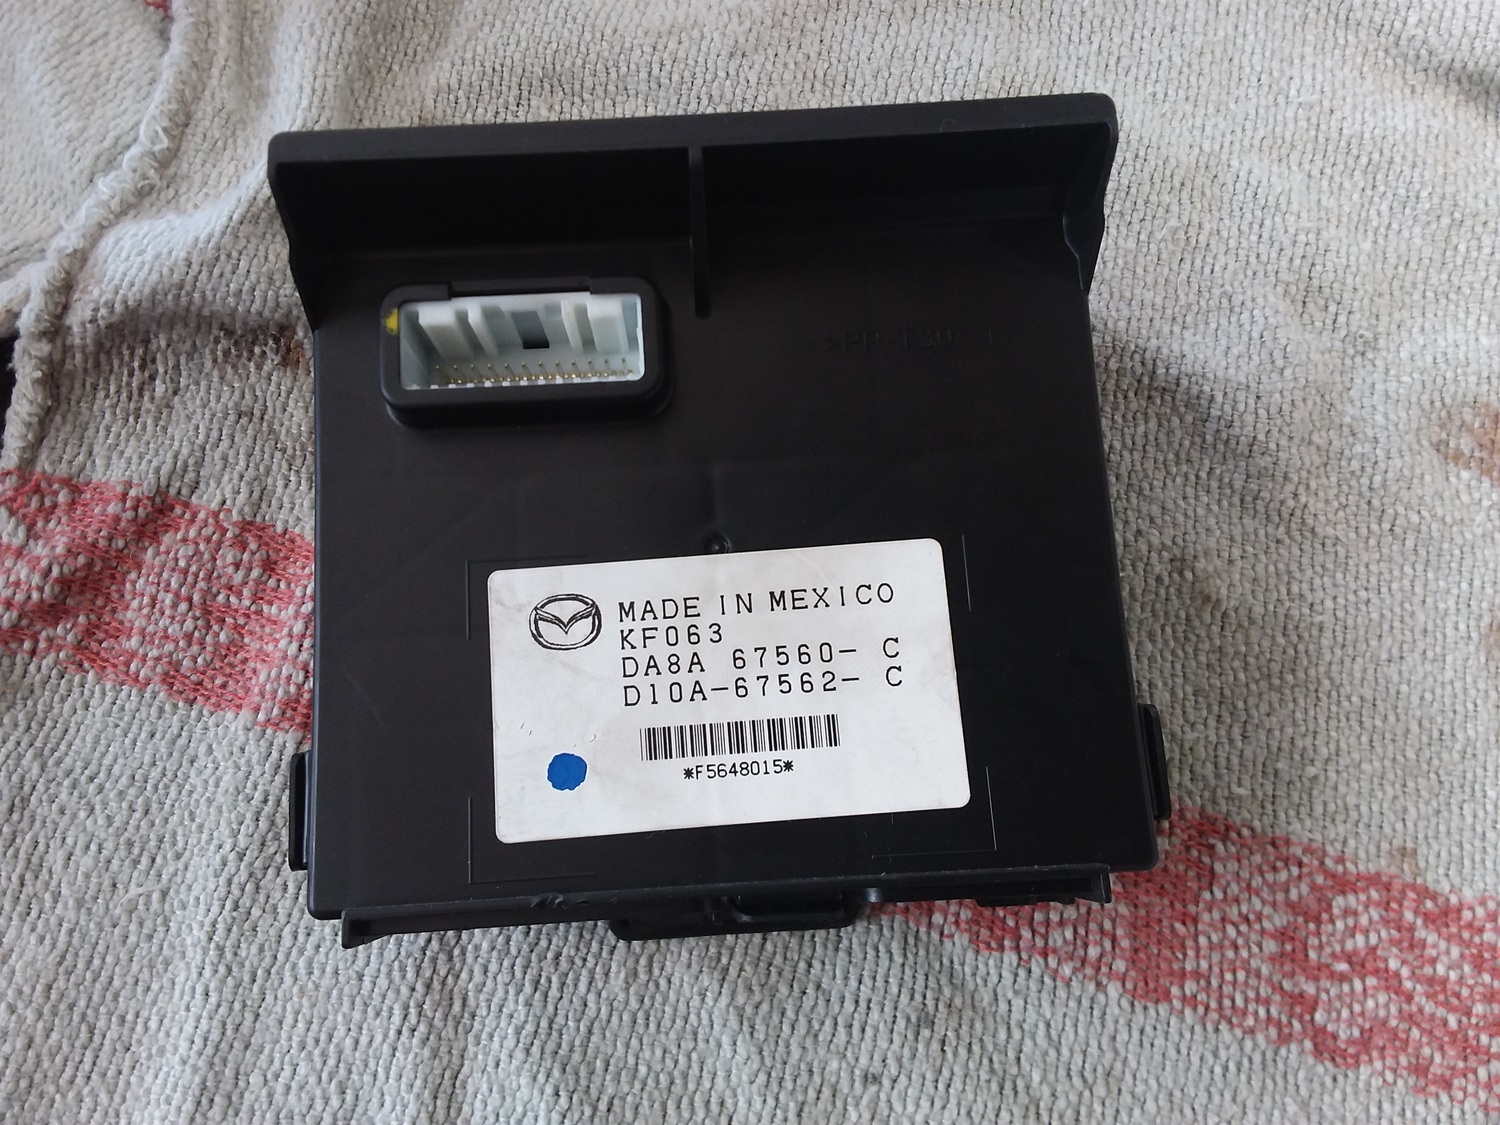 MADE IN MEXICO
KF063
DA8A 67560- C
D10A-67562- C
*F5648015*